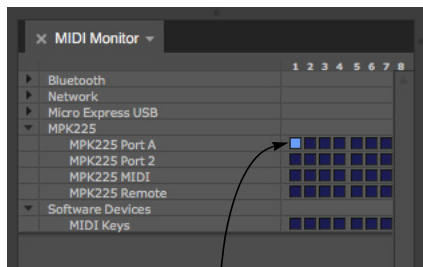 MIDI Monitor
1 2 3 4 5 6 7 8
Bluetooth
Network
Micro Express USB
MPK225
MPK225 Port A
MPK225 Port 2
MPK225 MIDI
MPK225 Remote
Software Devices
MIDI Keys